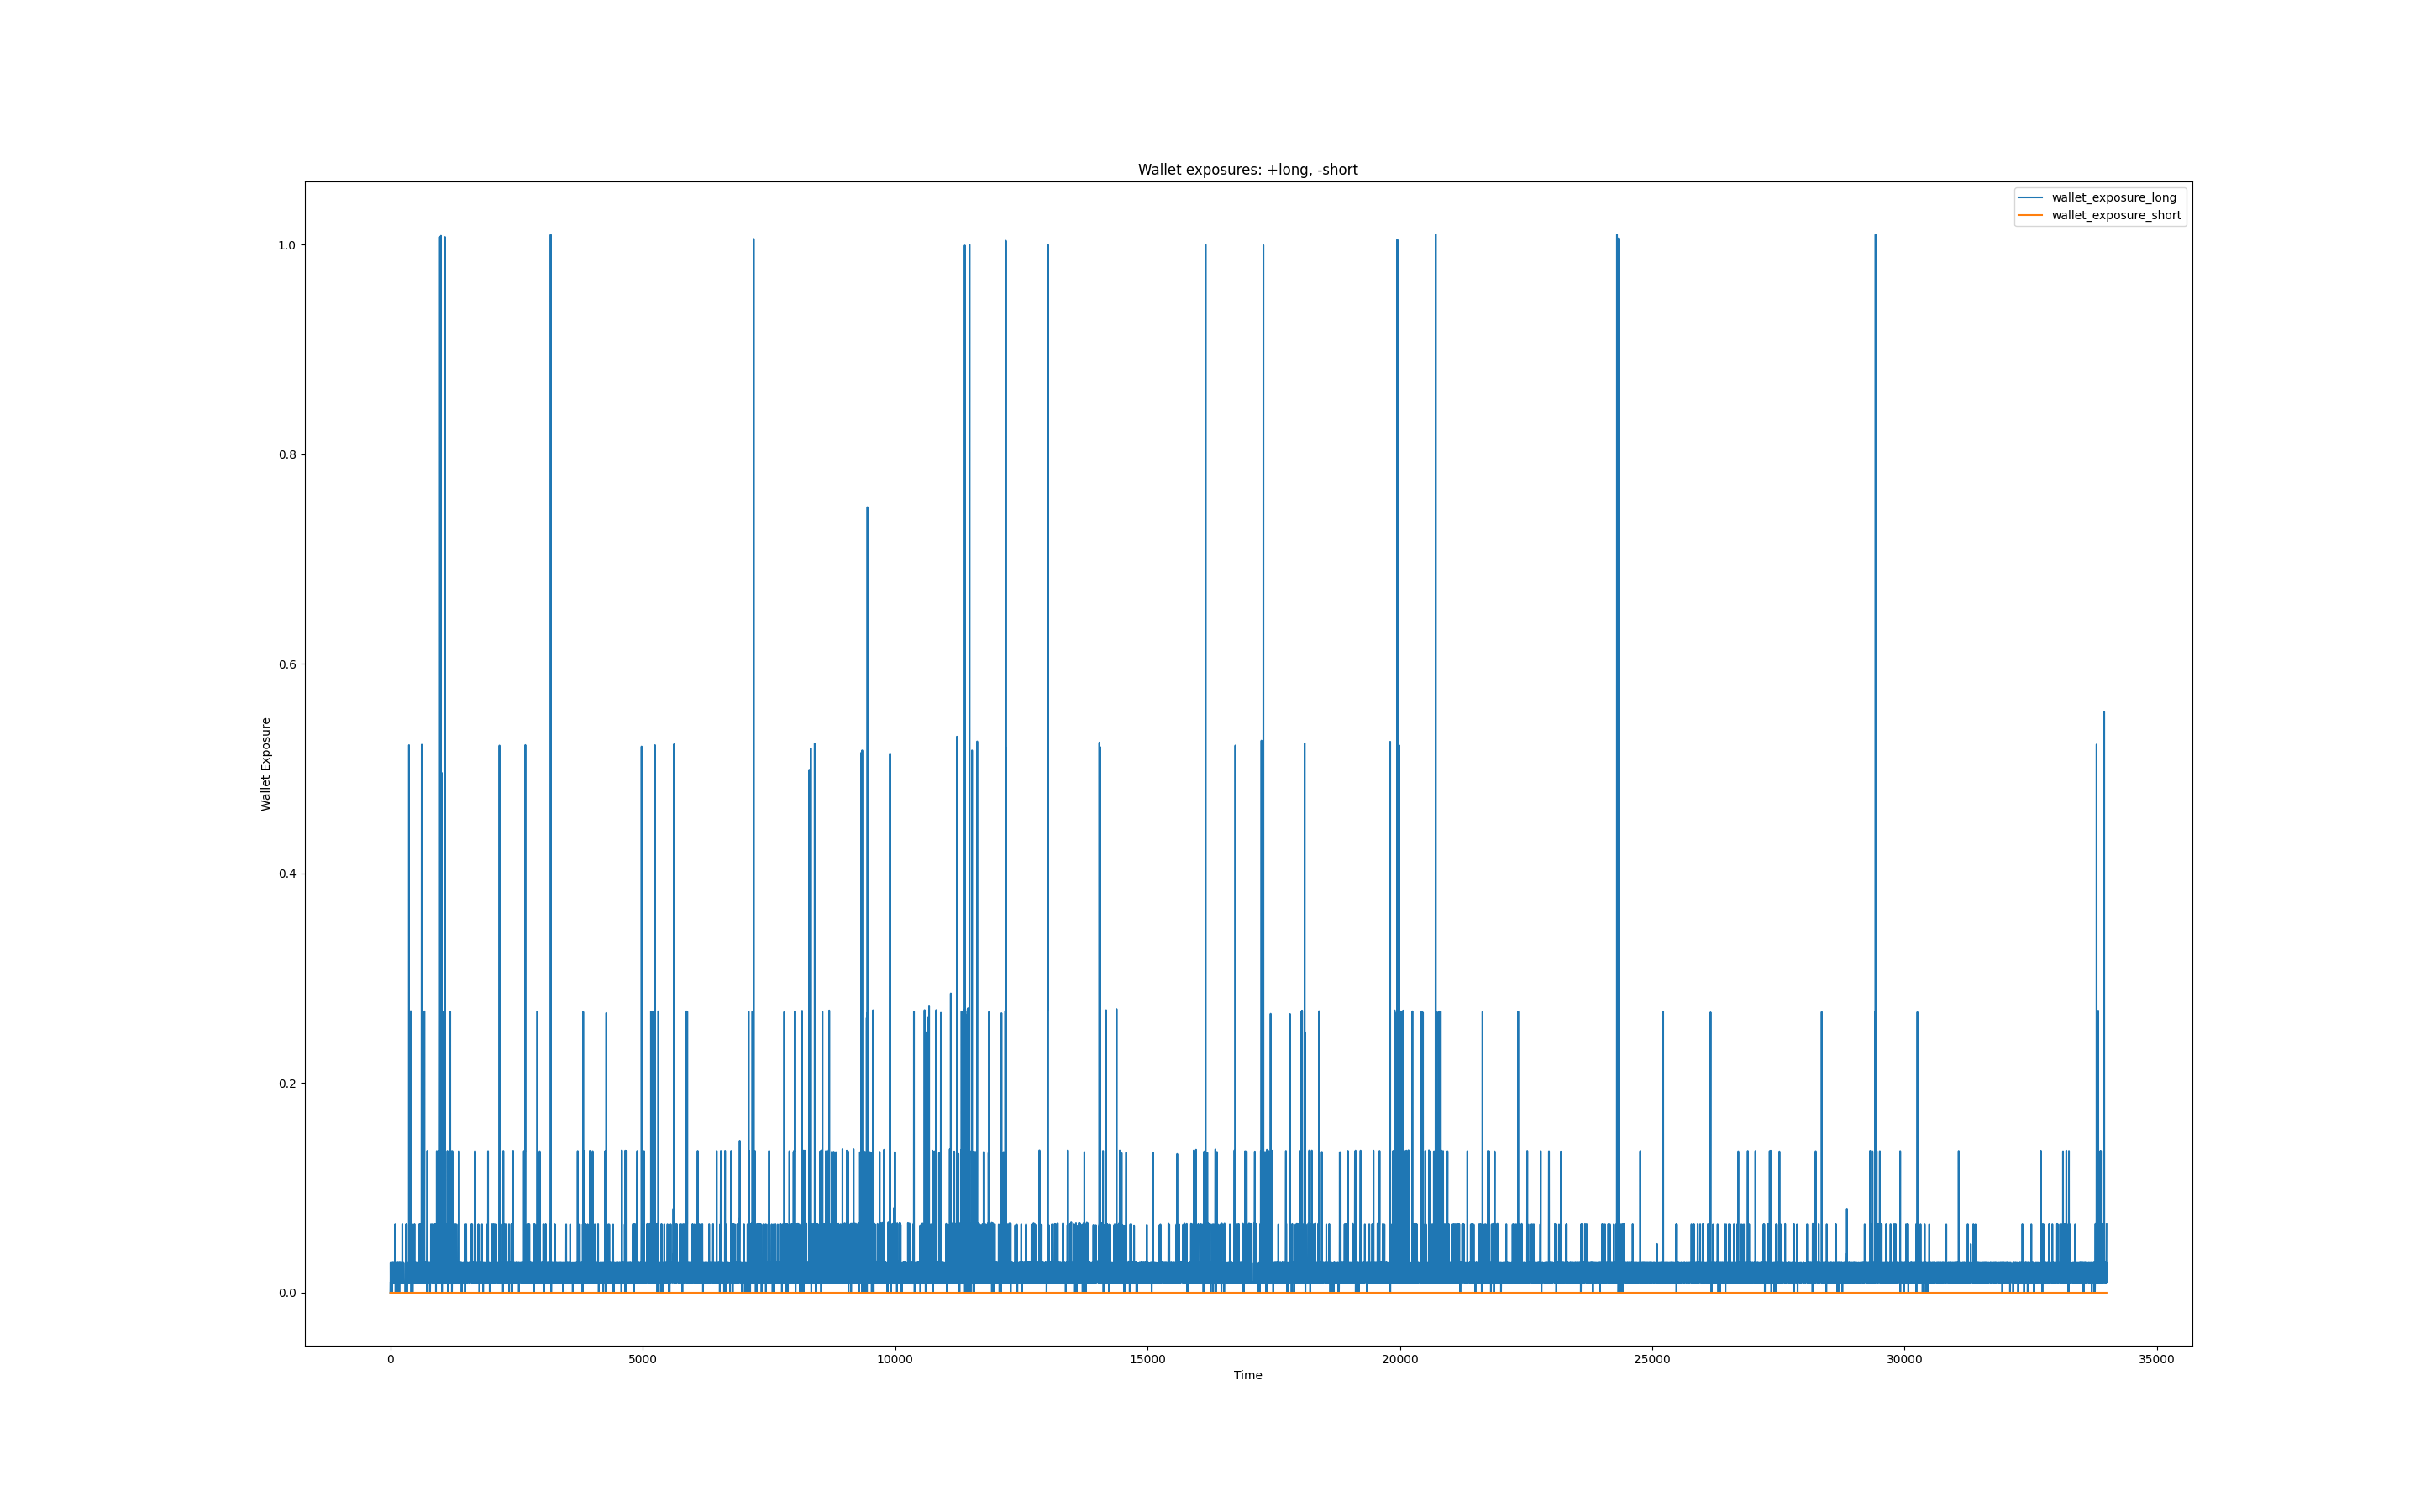 Wallet exposures: +long, -short
wallet_exposure_long
wallet_exposure_short
Wallet Exposure
1.0
0.8
0.6
0.4
0.2
0.0
0 5000 10000 15000 20000 25000 30000 35000
Time